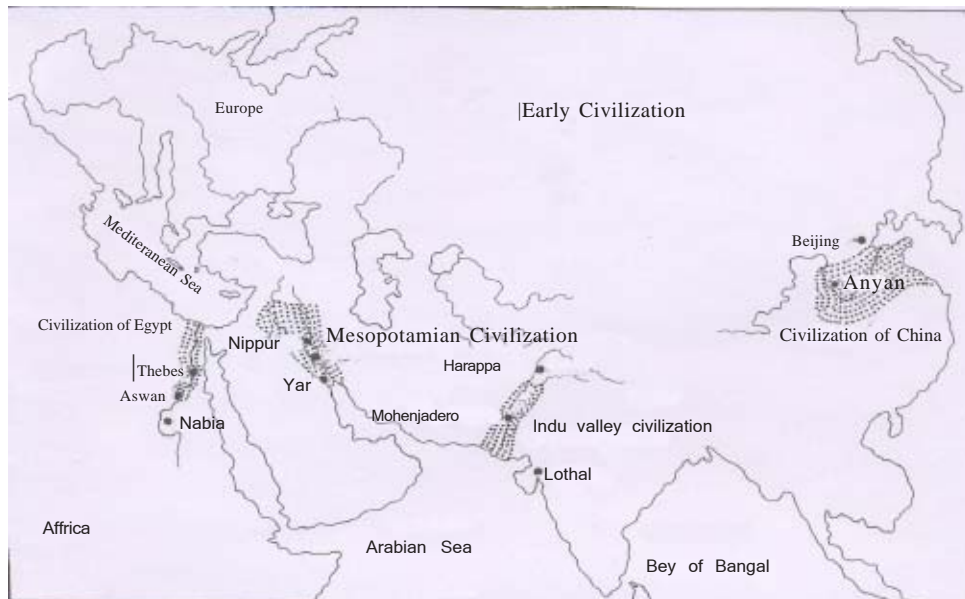 Europe
|Early Civilization
Mediteranean Sea
Beijing
Anyan
Civilization of China
Civilization of Egypt
Nippur
Mesopotamian Civilization
Thebes
Yar
Harappa
Aswan
Nabia
Mohenjadero
Indu valley civilization
Lothal
Affrica
Arabian Sea
Bey of Bangal